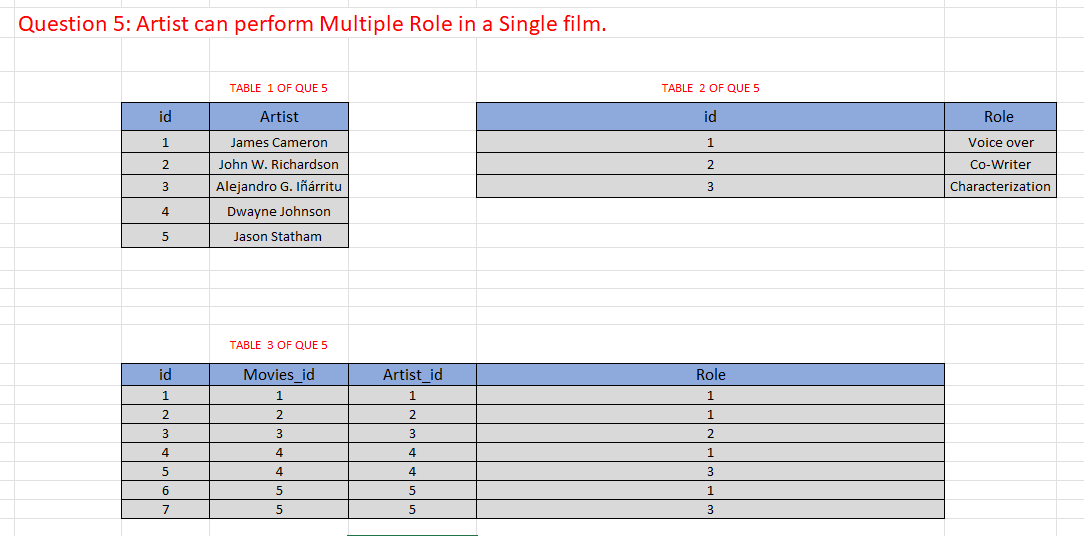 Question 5: Artist can perform Multiple Role in a Single film.
TABLE 1 OF QUE 5
id Artist
1 James Cameron
2 John W. Richardson
3 Alejandro G. Iñárritu
4 Dwayne Johnson
5 Jason Statham
TABLE 2 OF QUE 5
id Role
1 Voice over
2 Co-Writer
3 Characterization
TABLE 3 OF QUE 5
id Movies_id Artist_id Role
1 1 1 1
2 2 2 1
3 3 3 2
4 4 4 1
5 4 4 3
6 5 5 1
7 5 5 3